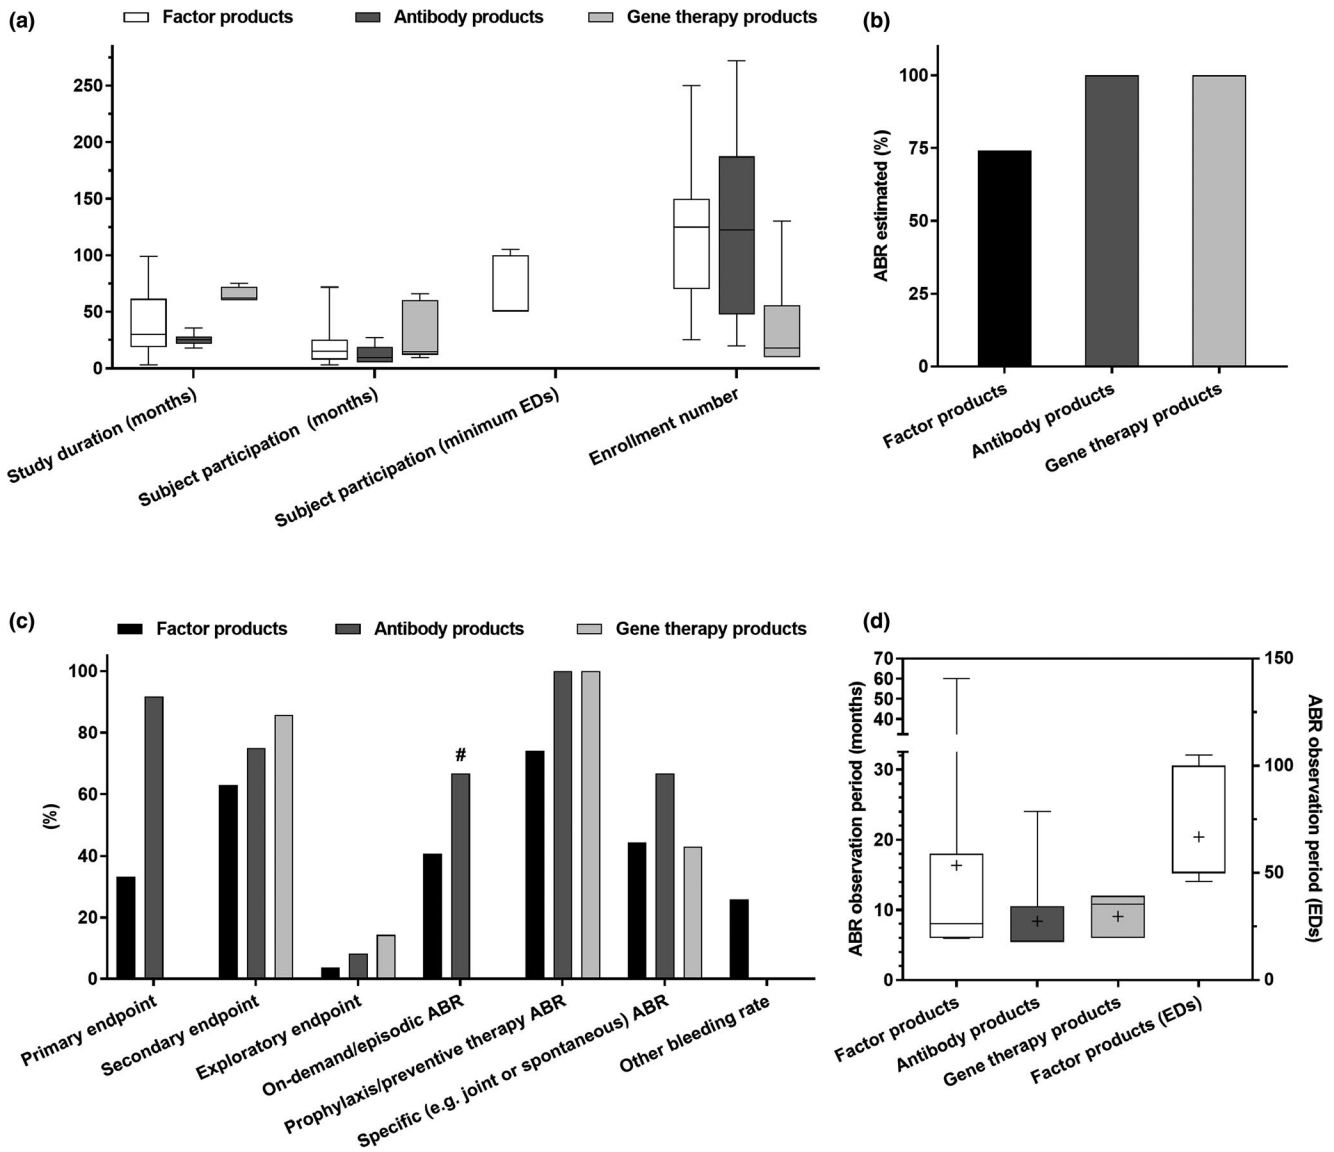 (a)
Factor products
Antibody products
Gene therapy products
250
200
150
100
50
0
Study duration (months)
Subject participation (months)
Subject participation (minimum EDs)
Enrollment number
(b)
ABR estimated (%)
100
75
50
25
0
Factor products
Antibody products
Gene therapy products
(c)
Factor products
Antibody products
Gene therapy products
(%)
100
80
60
40
20
0
#
Primary endpoint
Secondary endpoint
Exploratory endpoint
On-demand/episodic ABR
Prophylaxis/preventive therapy ABR
Specific (e.g. joint or spontaneous) ABR
Other bleeding rate
(d)
ABR observation period (months)
70
60
50
40
30
20
10
0
150
100
50
0
ABR observation period (EDs)
Factor products
Antibody products
Gene therapy products
Factor products (EDs)